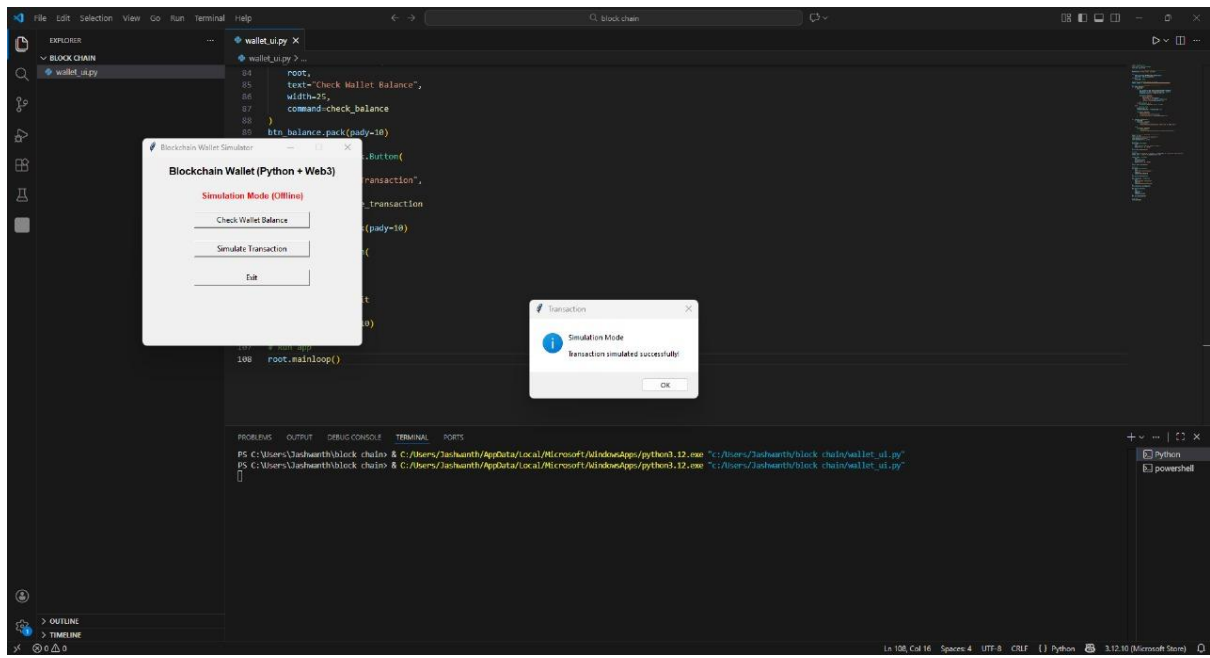 File Edit Selection View Go Run Terminal Help
block chain
EXPLORER
BLOCK CHAIN
wallet_ui.py
wallet_ui.py
wallet_ui.py > ...
84 root,
85 text="Check Wallet Balance",
86 width=25,
87 command=check_balance
88 )
89 btn_balance.pack(pady=10)
.Button(
ransaction",
_transaction
(pady=10)
107 # Run app
108 root.mainloop()
Blockchain Wallet Simulator
Blockchain Wallet (Python + Web3)
Simulation Mode (Offline)
Check Wallet Balance
Simulate Transaction
Exit
Transaction
Simulation Mode
Transaction simulated successfully!
OK
PROBLEMS OUTPUT DEBUG CONSOLE TERMINAL PORTS
PS C:\Users\Jashwanth\block chain> & C:/Users/Jashwanth/AppData/Local/Microsoft/WindowsApps/python3.12.exe "c:/Users/Jashwanth/block chain/wallet_ui.py"
PS C:\Users\Jashwanth\block chain> & C:/Users/Jashwanth/AppData/Local/Microsoft/WindowsApps/python3.12.exe "c:/Users/Jashwanth/block chain/wallet_ui.py"
Python
powershell
OUTLINE
TIMELINE
0 0
Ln 108, Col 16 Spaces: 4 UTF-8 CRLF {} Python 3.12.10 (Microsoft Store)